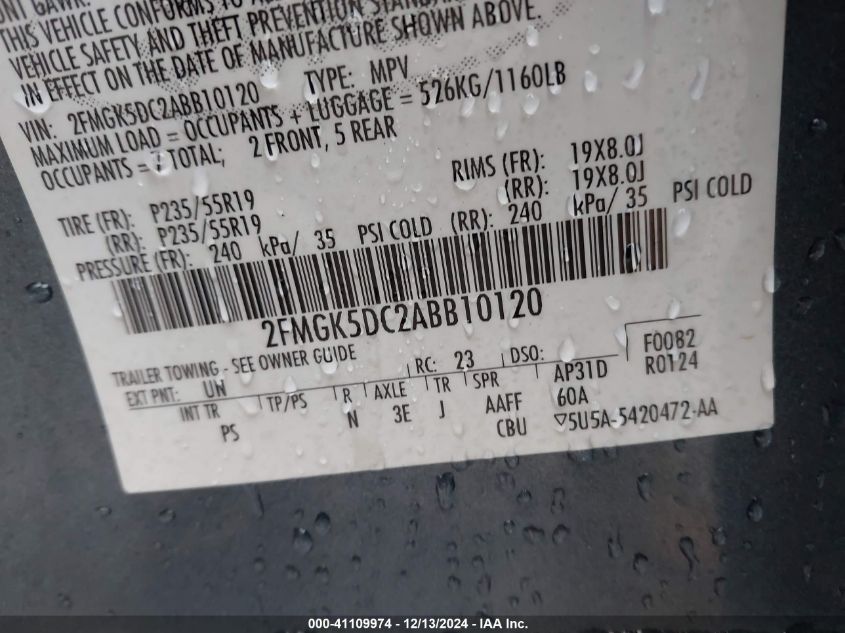 THIS VEHICLE CONFORMS TO
VEHICLE SAFETY AND THEFT PREVENTION STANDARDS
IN EFFECT ON THE DATE OF MANUFACTURE SHOWN ABOVE.
VIN: 2FMGK5DC2ABB10120 TYPE: MPV
MAXIMUM LOAD = OCCUPANTS + LUGGAGE = 526KG/1160LB
OCCUPANTS = 7 TOTAL; 2 FRONT, 5 REAR
TIRE (FR): P235/55R19 RIMS (FR): 19X8.0J
(RR): P235/55R19 (RR): 19X8.0J
PRESSURE (FR): 240 kPa/ 35 PSI COLD (RR): 240 kPa/ 35 PSI COLD
2FMGK5DC2ABB10120
TRAILER TOWING - SEE OWNER GUIDE
EXT PNT: UN RC: 23 DSO: F0082
R0124
INT TR TP/PS R AXLE TR SPR AP31D
PS N 3E J AAFF 60A
CBU 5U5A-5420472-AA
000-41109974 - 12/13/2024 - IAA Inc.